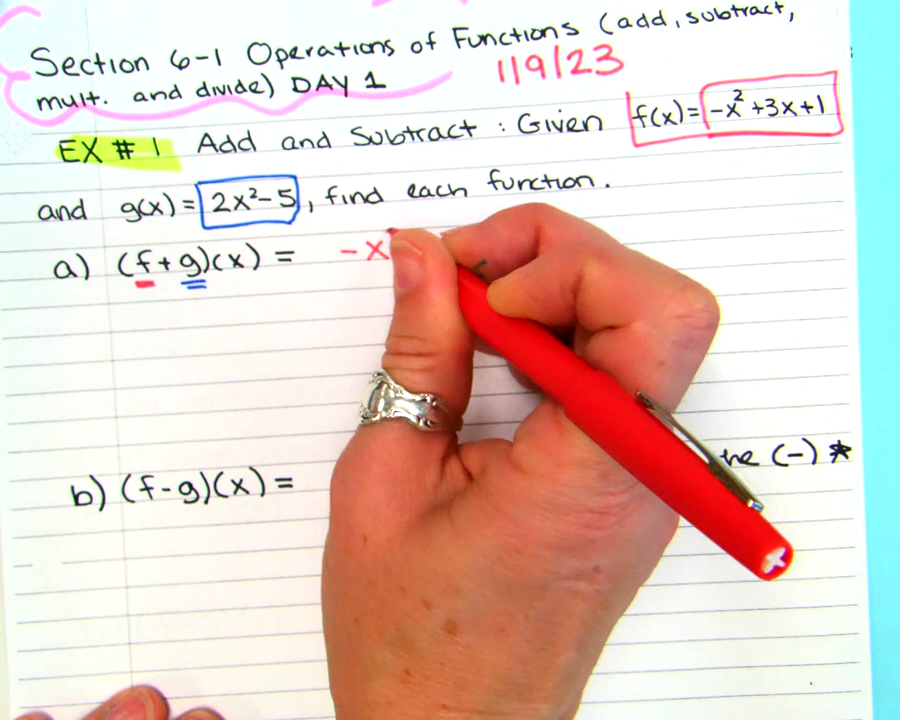 Section 6-1 Operations of Functions (add, subtract,
mult. and divide) DAY 1 1/9/23
EX # 1 Add and Subtract : Given f(x) = -x² + 3x + 1
and g(x) = 2x² - 5, find each function.
a) (f + g)(x) = -x
(-) *
b) (f - g)(x) =